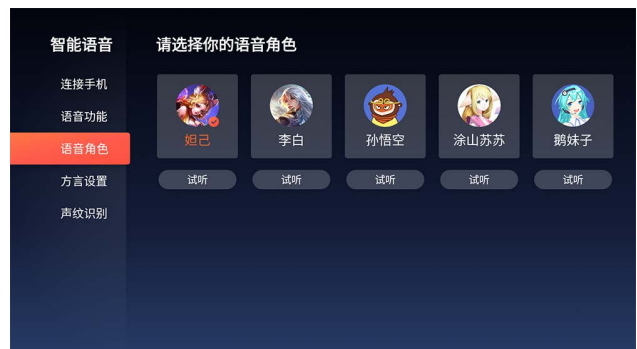 智能语音
连接手机
语音功能
语音角色
方言设置
声纹识别
请选择你的语音角色
妲己
李白
孙悟空
涂山苏苏
鹅妹子
试听
试听
试听
试听
试听